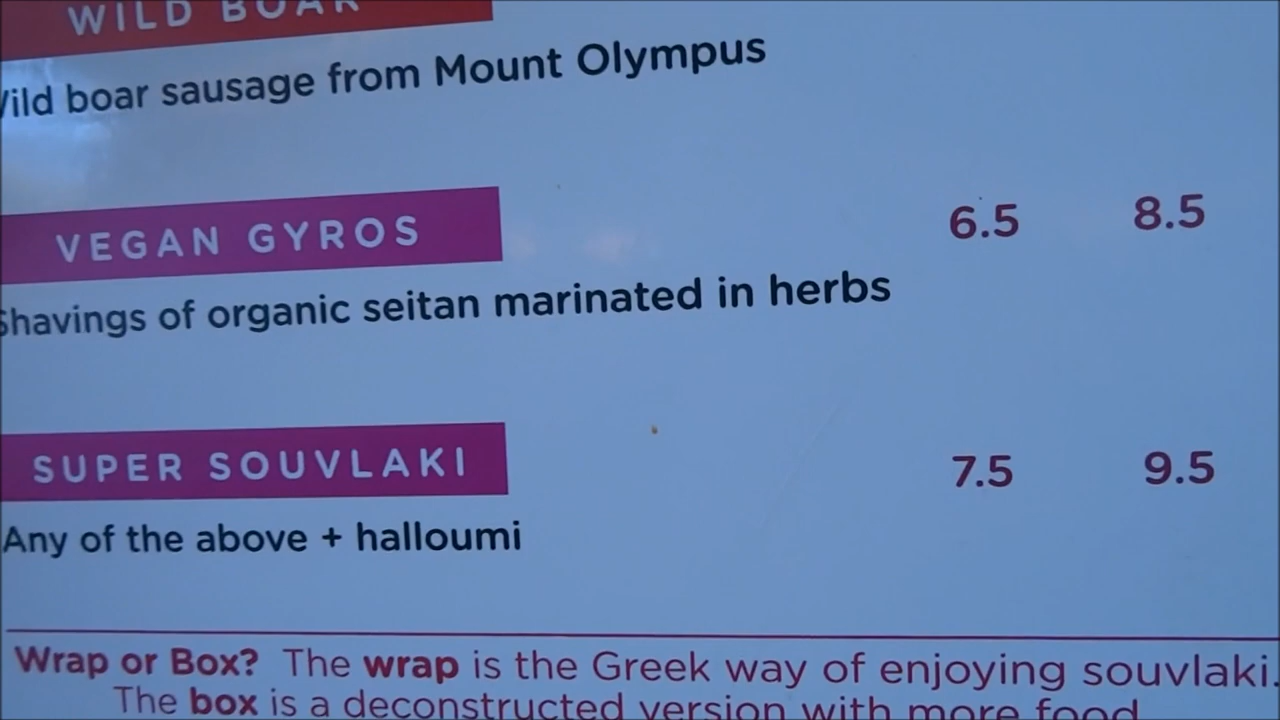 WILD BOAR
Wild boar sausage from Mount Olympus
VEGAN GYROS 6.5 8.5
Shavings of organic seitan marinated in herbs
SUPER SOUVLAKI 7.5 9.5
Any of the above + halloumi
Wrap or Box? The wrap is the Greek way of enjoying souvlaki.
The box is a deconstructed version with more food